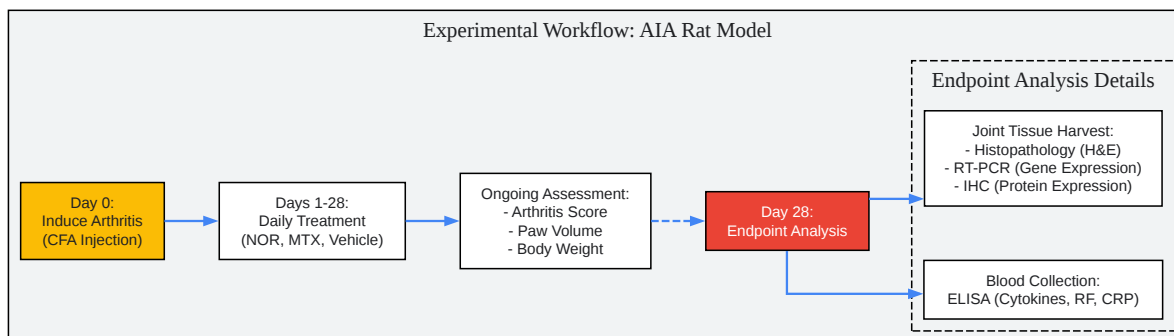 Experimental Workflow: AIA Rat Model
Day 0:
Induce Arthritis
(CFA Injection)
Days 1-28:
Daily Treatment
(NOR, MTX, Vehicle)
Ongoing Assessment:
- Arthritis Score
- Paw Volume
- Body Weight
Day 28:
Endpoint Analysis
Endpoint Analysis Details
Joint Tissue Harvest:
- Histopathology (H&E)
- RT-PCR (Gene Expression)
- IHC (Protein Expression)
Blood Collection:
ELISA (Cytokines, RF, CRP)